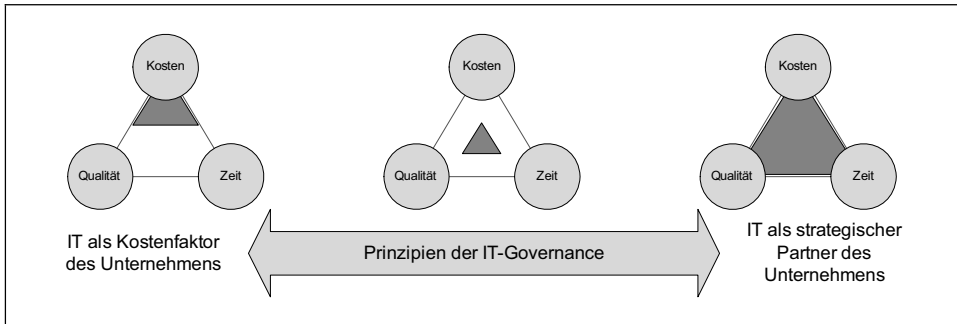 Kosten
Qualität
Zeit
IT als Kostenfaktor
des Unternehmens
Kosten
Qualität
Zeit
Prinzipien der IT-Governance
Kosten
Qualität
Zeit
IT als strategischer
Partner des
Unternehmens